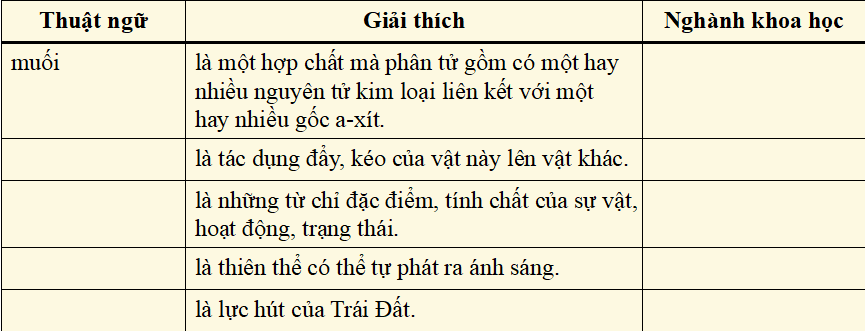 Thuật ngữ Giải thích Nghành khoa học
muối là một hợp chất mà phân tử gồm có một hay
nhiều nguyên tử kim loại liên kết với một
hay nhiều gốc a-xít.
là tác dụng đẩy, kéo của vật này lên vật khác.
là những từ chỉ đặc điểm, tính chất của sự vật,
hoạt động, trạng thái.
là thiên thể có thể tự phát ra ánh sáng.
là lực hút của Trái Đất.